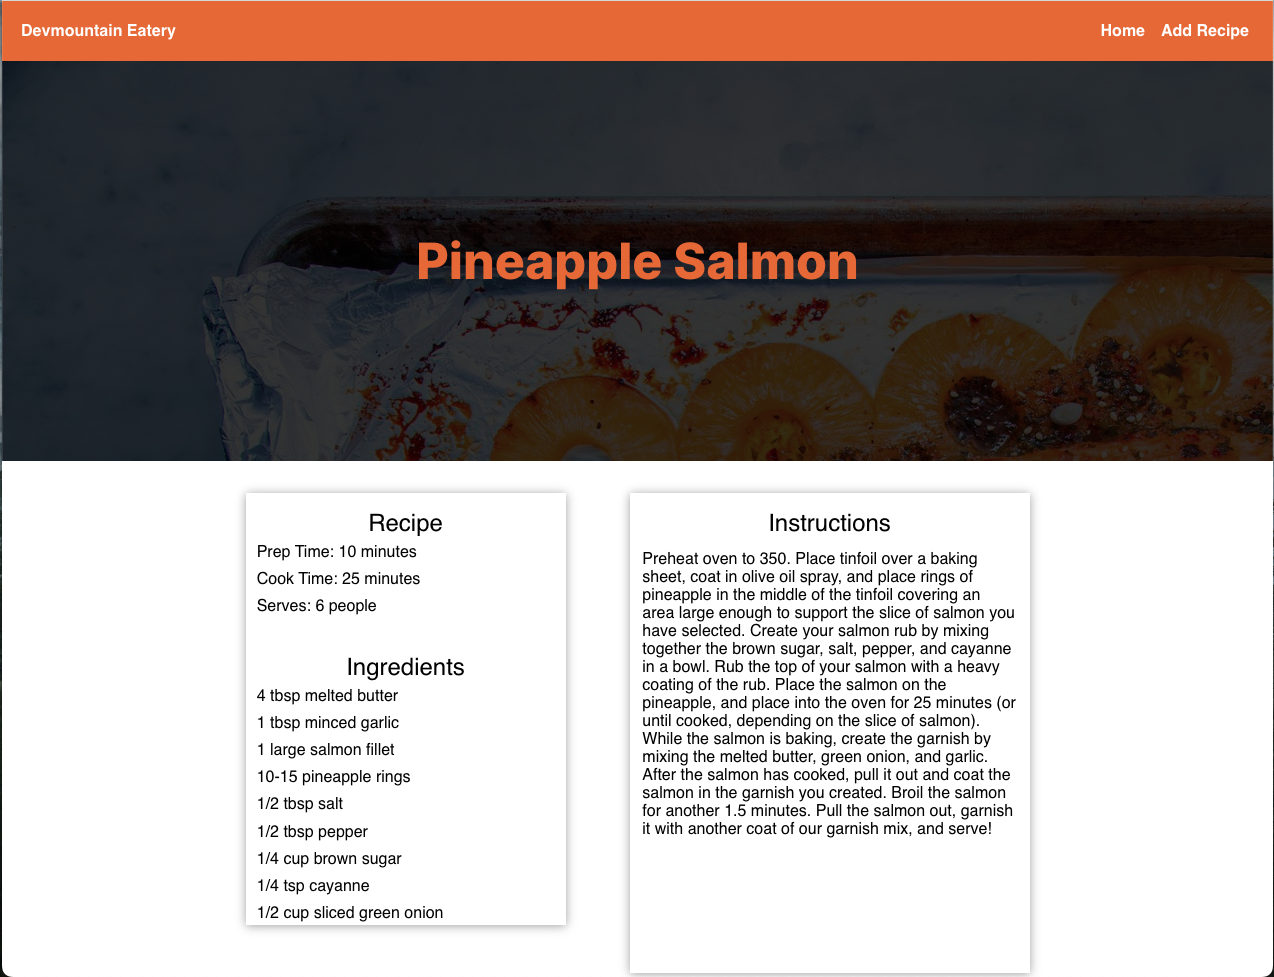 Devmountain Eatery
Home Add Recipe
Pineapple Salmon
Recipe
Prep Time: 10 minutes
Cook Time: 25 minutes
Serves: 6 people
Ingredients
4 tbsp melted butter
1 tbsp minced garlic
1 large salmon fillet
10-15 pineapple rings
1/2 tbsp salt
1/2 tbsp pepper
1/4 cup brown sugar
1/4 tsp cayanne
1/2 cup sliced green onion
Instructions
Preheat oven to 350. Place tinfoil over a baking
sheet, coat in olive oil spray, and place rings of
pineapple in the middle of the tinfoil covering an
area large enough to support the slice of salmon you
have selected. Create your salmon rub by mixing
together the brown sugar, salt, pepper, and cayanne
in a bowl. Rub the top of your salmon with a heavy
coating of the rub. Place the salmon on the
pineapple, and place into the oven for 25 minutes (or
until cooked, depending on the slice of salmon).
While the salmon is baking, create the garnish by
mixing the melted butter, green onion, and garlic.
After the salmon has cooked, pull it out and coat the
salmon in the garnish you created. Broil the salmon
for another 1.5 minutes. Pull the salmon out, garnish
it with another coat of our garnish mix, and serve!